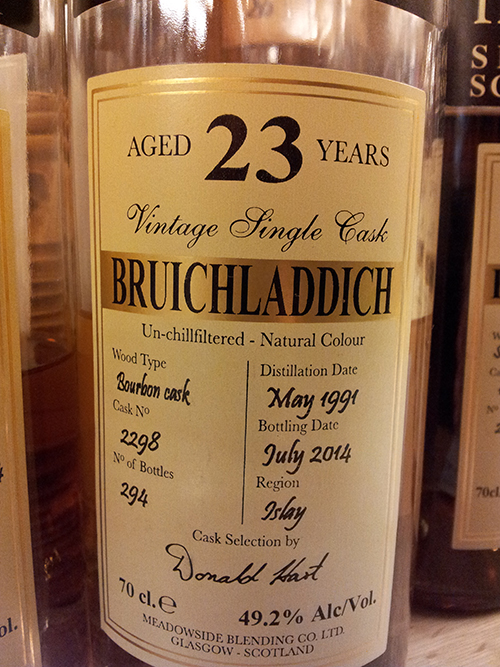 AGED 23 YEARS
Vintage Single Cask
BRUICHLADDICH
Un-chillfiltered - Natural Colour
Wood Type
Bourbon cask
Cask Nº
2298
Nº of Bottles
294
Distillation Date
May 1991
Bottling Date
July 2014
Region
Islay
Cask Selection by
Donald Hart
70 cl. ℮
49.2% Alc/Vol.
MEADOWSIDE BLENDING CO. LTD.
GLASGOW - SCOTLAND
70cl